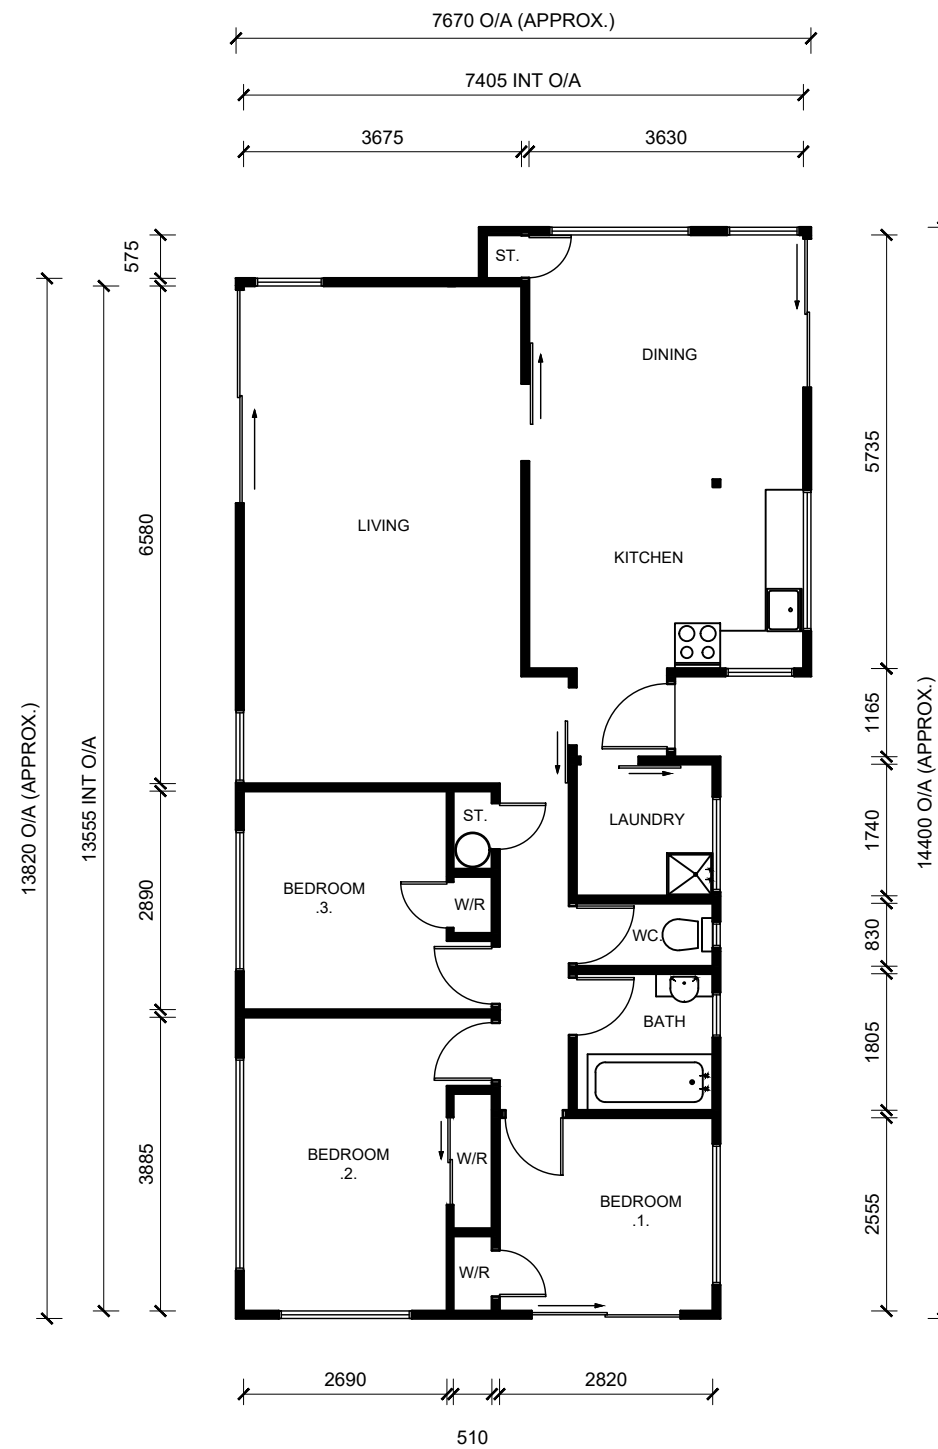 7670 O/A (APPROX.)
7405 INT O/A
3675
3630
575
ST.
DINING
5735
LIVING
6580
KITCHEN
13820 O/A (APPROX.)
13555 INT O/A
1165
14400 O/A (APPROX.)
ST.
LAUNDRY
1740
BEDROOM
.3.
W/R
2890
WC.
830
BATH
1805
BEDROOM
.2.
W/R
3885
BEDROOM
.1.
2555
W/R
2690
2820
510